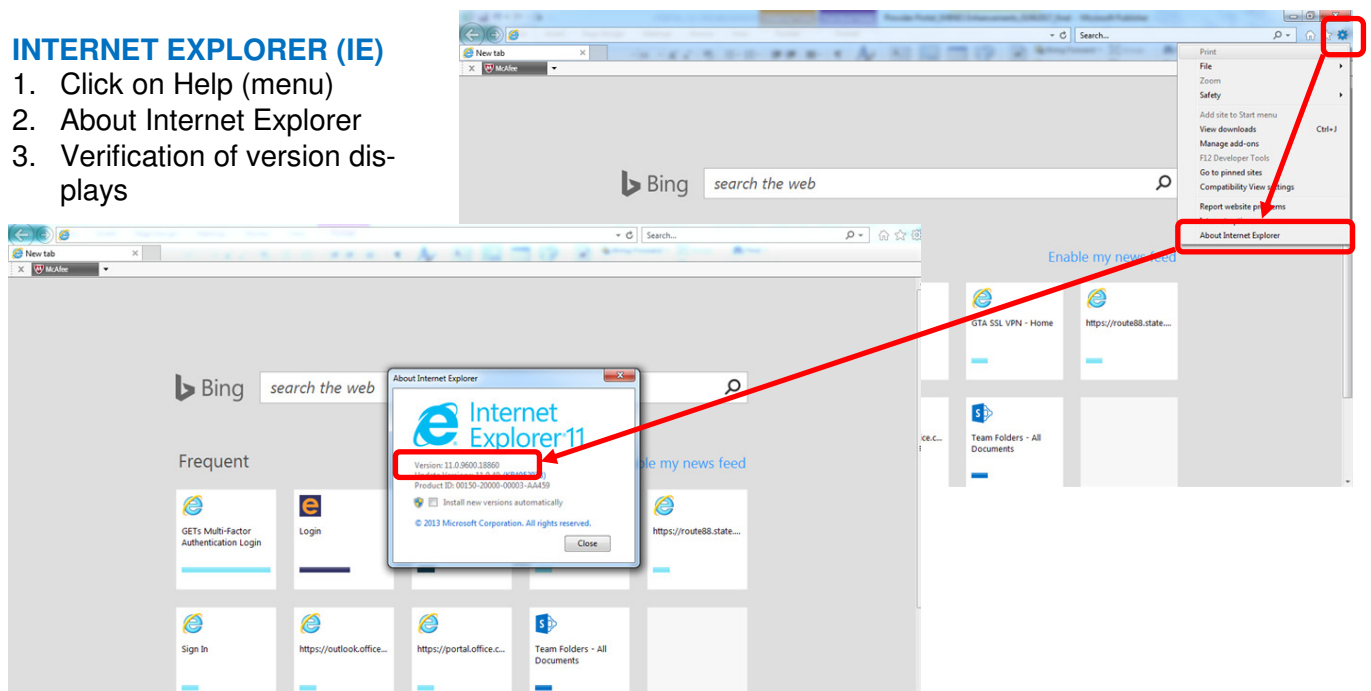 INTERNET EXPLORER (IE)
1. Click on Help (menu)
2. About Internet Explorer
3. Verification of version dis-
plays
Search...
New tab
X McAfee
Print
File
Zoom
Safety
Add site to Start menu
View downloads Ctrl+J
Manage add-ons
F12 Developer Tools
Go to pinned sites
Compatibility View settings
Report website problems
About Internet Explorer
Bing search the web
Enable my news feed
GTA SSL VPN - Home
https://route88.state....
Team Folders - All
Documents
Search...
New tab
X McAfee
Bing search the web
About Internet Explorer
Internet
Explorer 11
Version: 11.0.9600.18860
Product ID: 00150-20000-00003-AA459
Install new versions automatically
© 2013 Microsoft Corporation. All rights reserved.
Close
Frequent
my news feed
GETs Multi-Factor
Authentication Login
Login
https://route88.state....
Sign In
https://outlook.office...
https://portal.office.c...
Team Folders - All
Documents